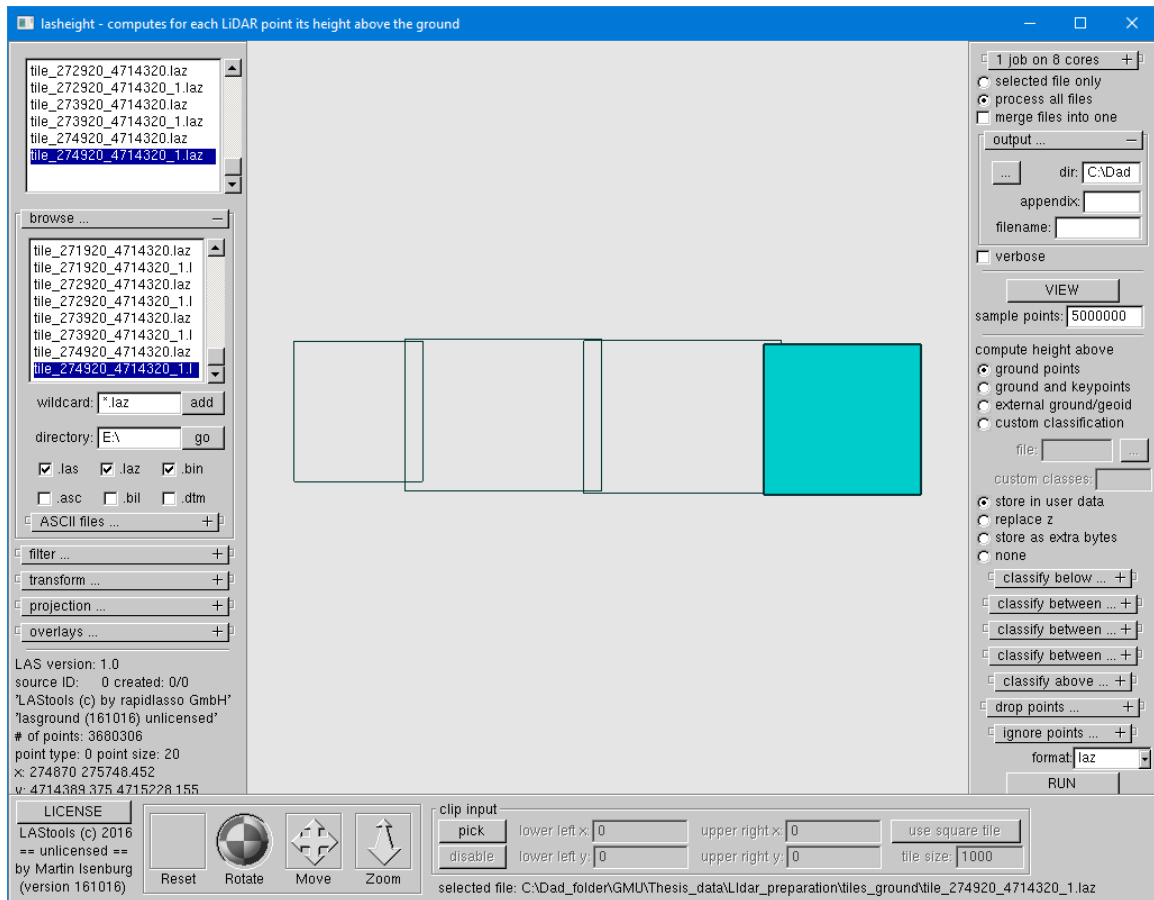 lasheight - computes for each LiDAR point its height above the ground
tile_272920_4714320.laz
tile_272920_4714320_1.laz
tile_273920_4714320.laz
tile_273920_4714320_1.laz
tile_274920_4714320.laz
tile_274920_4714320_1.laz
browse ...
tile_271920_4714320.laz
tile_271920_4714320_1.l
tile_272920_4714320.laz
tile_272920_4714320_1.l
tile_273920_4714320.laz
tile_273920_4714320_1.l
tile_274920_4714320.laz
tile_274920_4714320_1.l
wildcard: *.laz add
directory: E:\ go
.las .laz .bin
.asc .bil .dtm
ASCII files ... +
filter ... +
transform ... +
projection ... +
overlays ... +
LAS version: 1.0
source ID: 0 created: 0/0
'LAStools (c) by rapidlasso GmbH'
'lasground (161016) unlicensed'
# of points: 3680306
point type: 0 point size: 20
x: 274870 275748.452
y: 4714389.375 4715228.155
1 job on 8 cores +
selected file only
process all files
merge files into one
output ... −
... dir: C:\Dad
appendix:
filename:
verbose
VIEW
sample points: 5000000
compute height above
ground points
ground and keypoints
external ground/geoid
custom classification
file: ...
custom classes:
store in user data
replace z
store as extra bytes
none
classify below ... +
classify between ... +
classify between ... +
classify between ... +
classify above ... +
drop points ... +
ignore points ... +
format: laz
RUN
LICENSE
LAStools (c) 2016
== unlicensed ==
by Martin Isenburg
(version 161016)
Reset Rotate Move Zoom
clip input
pick lower left x: 0 upper right x: 0 use square tile
disable lower left y: 0 upper right y: 0 tile size: 1000
selected file: C:\Dad_folder\GMU\Thesis_data\LIdar_preparation\tiles_ground\tile_274920_4714320_1.laz